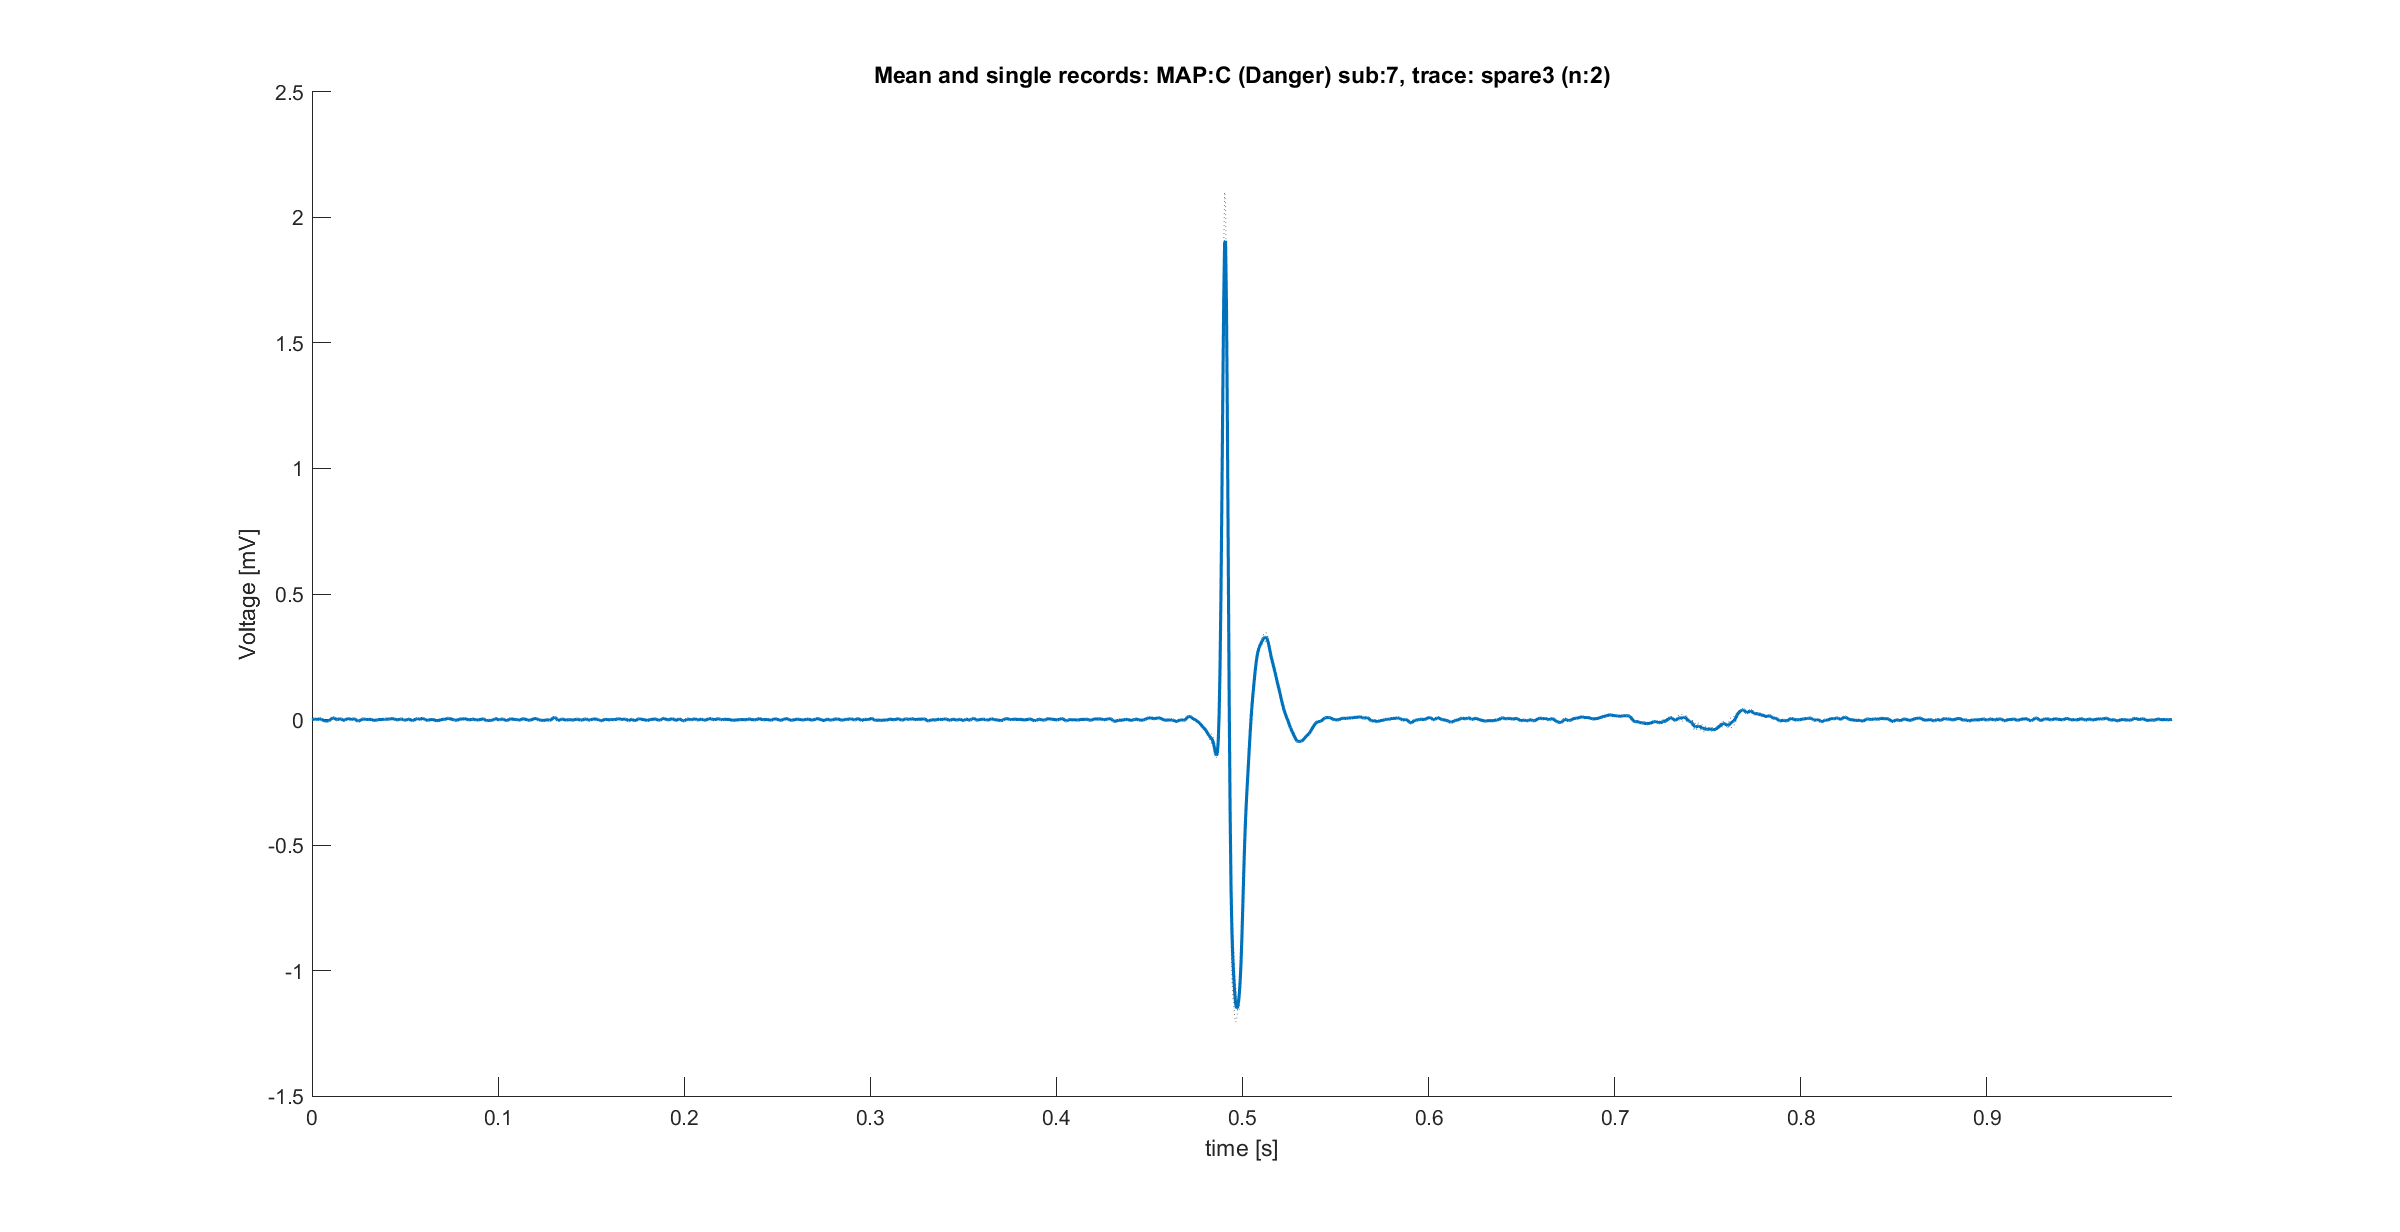 Mean and single records: MAP:C (Danger) sub:7, trace: spare3 (n:2)
2.5
2
1.5
1
0.5
0
-0.5
-1
-1.5
Voltage [mV]
0 0.1 0.2 0.3 0.4 0.5 0.6 0.7 0.8 0.9
time [s]